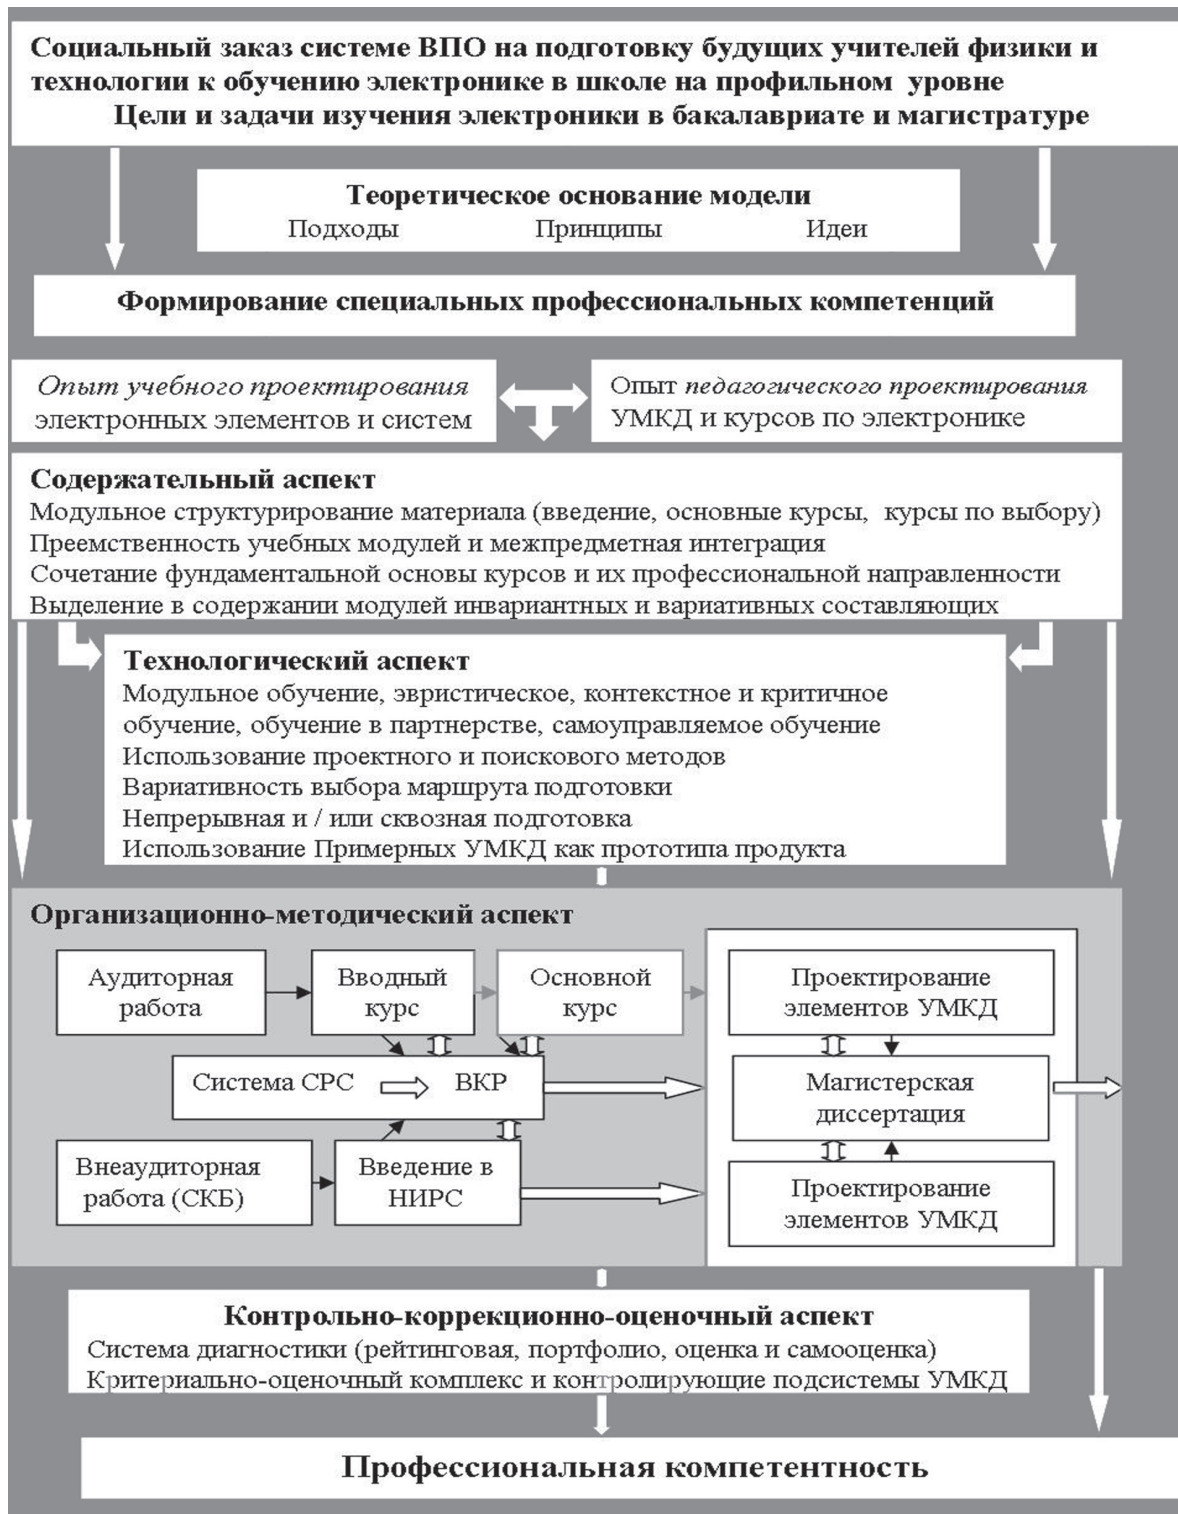 Социальный заказ системе ВПО на подготовку будущих учителей физики и
технологии к обучению электронике в школе на профильном уровне
Цели и задачи изучения электроники в бакалавриате и магистратуре
Теоретическое основание модели
Подходы Принципы Идеи
Формирование специальных профессиональных компетенций
Опыт учебного проектирования
электронных элементов и систем
Опыт педагогического проектирования
УМКД и курсов по электронике
Содержательный аспект
Модульное структурирование материала (введение, основные курсы, курсы по выбору)
Преемственность учебных модулей и межпредметная интеграция
Сочетание фундаментальной основы курсов и их профессиональной направленности
Выделение в содержании модулей инвариантных и вариативных составляющих
Технологический аспект
Модульное обучение, эвристическое, контекстное и критичное
обучение, обучение в партнерстве, самоуправляемое обучение
Использование проектного и поискового методов
Вариативность выбора маршрута подготовки
Непрерывная и / или сквозная подготовка
Использование Примерных УМКД как прототипа продукта
Организационно-методический аспект
Аудиторная
работа
Вводный
курс
Основной
курс
Проектирование
элементов УМКД
Система СРС
ВКР
Магистерская
диссертация
Внеаудиторная
работа (СКБ)
Введение в
НИРС
Проектирование
элементов УМКД
Контрольно-коррекционно-оценочный аспект
Система диагностики (рейтинговая, портфолио, оценка и самооценка)
Критериально-оценочный комплекс и контролирующие подсистемы УМКД
Профессиональная компетентность